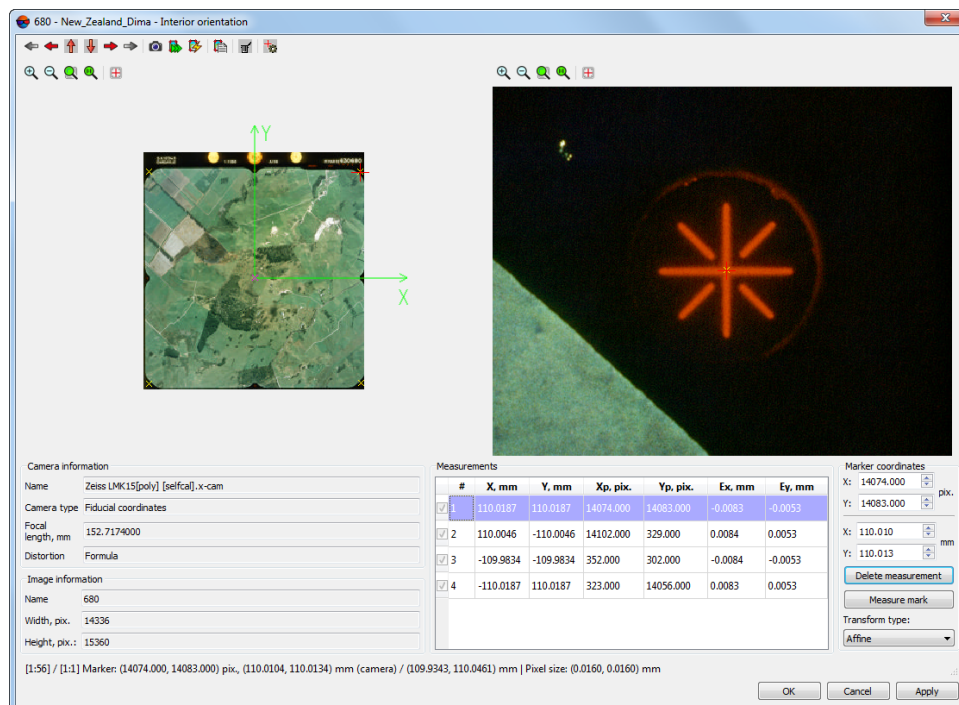 680 - New_Zealand_Dima - Interior orientation
Y
X
Camera information
Name Zeiss LMK15[poly] [selfcal].x-cam
Camera type Fiducial coordinates
Focal length, mm 152.7174000
Distortion Formula
Image information
Name 680
Width, pix. 14336
Height, pix.: 15360
Measurements
# X, mm Y, mm Xp, pix. Yp, pix. Ex, mm Ey, mm
1 110.0187 110.0187 14074.000 14083.000 -0.0083 -0.0053
2 110.0046 -110.0046 14102.000 329.000 0.0084 0.0053
3 -109.9834 -109.9834 352.000 302.000 -0.0084 -0.0053
4 -110.0187 110.0187 323.000 14056.000 0.0083 0.0053
Marker coordinates
X: 14074.000
pix.
Y: 14083.000
X: 110.010
mm
Y: 110.013
Delete measurement
Measure mark
Transform type:
Affine
[1:56] / [1:1] Marker: (14074.000, 14083.000) pix., (110.0104, 110.0134) mm (camera) / (109.9343, 110.0461) mm | Pixel size: (0.0160, 0.0160) mm
OK Cancel Apply